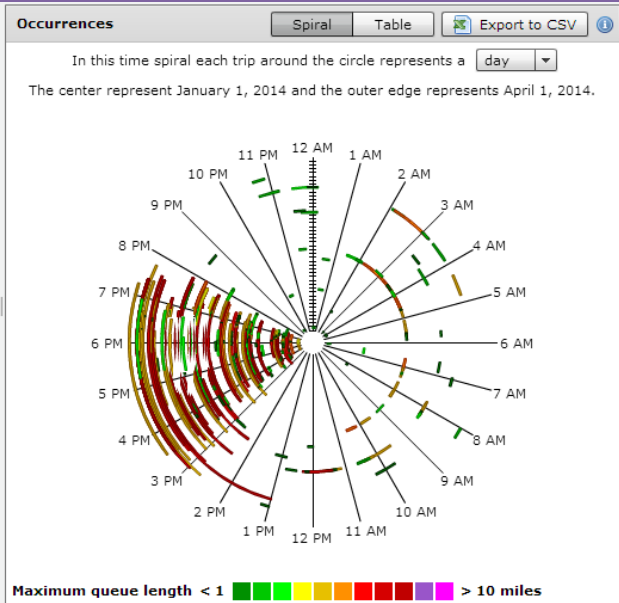 Occurrences Spiral Table Export to CSV i
In this time spiral each trip around the circle represents a day
The center represent January 1, 2014 and the outer edge represents April 1, 2014.
12 AM
11 PM 1 AM
10 PM 2 AM
9 PM 3 AM
8 PM 4 AM
7 PM 5 AM
6 PM 6 AM
5 PM 7 AM
4 PM 8 AM
3 PM 9 AM
2 PM 10 AM
1 PM 11 AM
12 PM
Maximum queue length < 1 > 10 miles